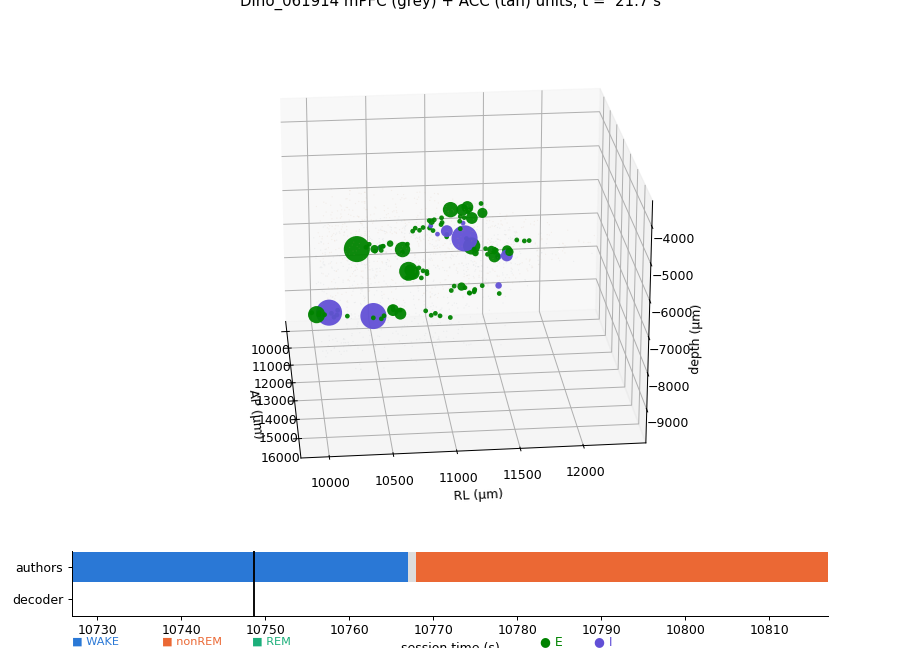 Dino_061914 mPFC (grey) + ACC (tan) units, t = 21.7 s
−4000
−5000
−6000
−7000
−8000
−9000
depth (μm)
10000
11000
12000
13000
14000
15000
16000
AP (μm)
10000
10500
11000
11500
12000
RL (μm)
authors
decoder
10730
10740
10750
10760
10770
10780
10790
10800
10810
session time (s)
WAKE
nonREM
REM
E
I